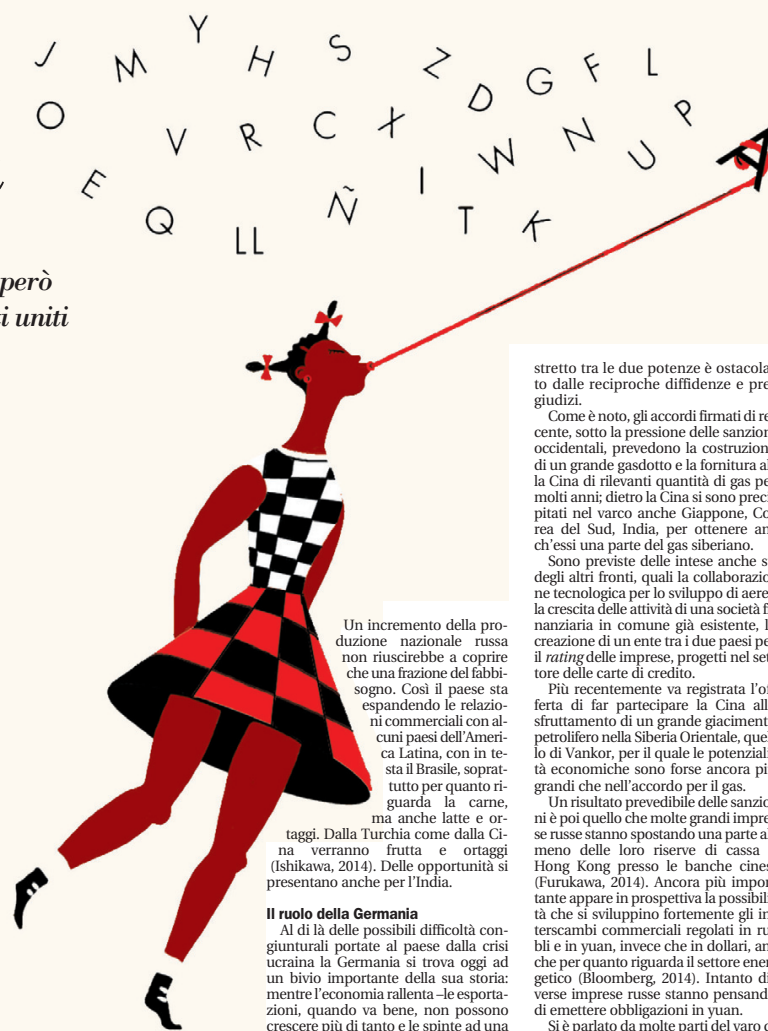 J M Y H S Z D G F L
O V R C X I W N U P A
E Q LL Ñ T K
però
ti uniti
Un incremento della pro-
duzione nazionale russa
non riuscirebbe a coprire
che una frazione del fabbi-
sogno. Così il paese sta
espandendo le relazio-
ni commerciali con al-
cuni paesi dell'Ameri-
ca Latina, con in te-
sta il Brasile, soprat-
tutto per quanto ri-
guarda la carne,
ma anche latte e or-
taggi. Dalla Turchia come dalla Ci-
na verranno frutta e ortaggi
(Ishikawa, 2014). Delle opportunità si
presentano anche per l'India.
Il ruolo della Germania
Al di là delle possibili difficoltà con-
giunturali portate al paese dalla crisi
ucraina la Germania si trova oggi ad
un bivio importante della sua storia:
mentre l'economia rallenta –le esporta-
zioni, quando va bene, non possono
crescere più di tanto e le spinte ad una
stretto tra le due potenze è ostacola
to dalle reciproche diffidenze e pre
giudizi.
Come è noto, gli accordi firmati di re
cente, sotto la pressione delle sanzion
occidentali, prevedono la costruzion
di un grande gasdotto e la fornitura al
la Cina di rilevanti quantità di gas pe
molti anni; dietro la Cina si sono preci
pitati nel varco anche Giappone, Co
rea del Sud, India, per ottenere an
ch'essi una parte del gas siberiano.
Sono previste delle intese anche s
degli altri fronti, quali la collaborazio
ne tecnologica per lo sviluppo di aere
la crescita delle attività di una società fi
nanziaria in comune già esistente, l
creazione di un ente tra i due paesi pe
il rating delle imprese, progetti nel set
tore delle carte di credito.
Più recentemente va registrata l'of
ferta di far partecipare la Cina all
sfruttamento di un grande giaciment
petrolifero nella Siberia Orientale, quel
lo di Vankor, per il quale le potenziali
tà economiche sono forse ancora pi
grandi che nell'accordo per il gas.
Un risultato prevedibile delle sanzio
ni è poi quello che molte grandi impre
se russe stanno spostando una parte al
meno delle loro riserve di cassa
Hong Kong presso le banche cines
(Furukawa, 2014). Ancora più impor
tante appare in prospettiva la possibili
tà che si sviluppino fortemente gli in
terscambi commerciali regolati in ru
bli e in yuan, invece che in dollari, an
che per quanto riguarda il settore ener
getico (Bloomberg, 2014). Intanto di
verse imprese russe stanno pensand
di emettere obbligazioni in yuan.
Si è parlato da molte parti del varo d